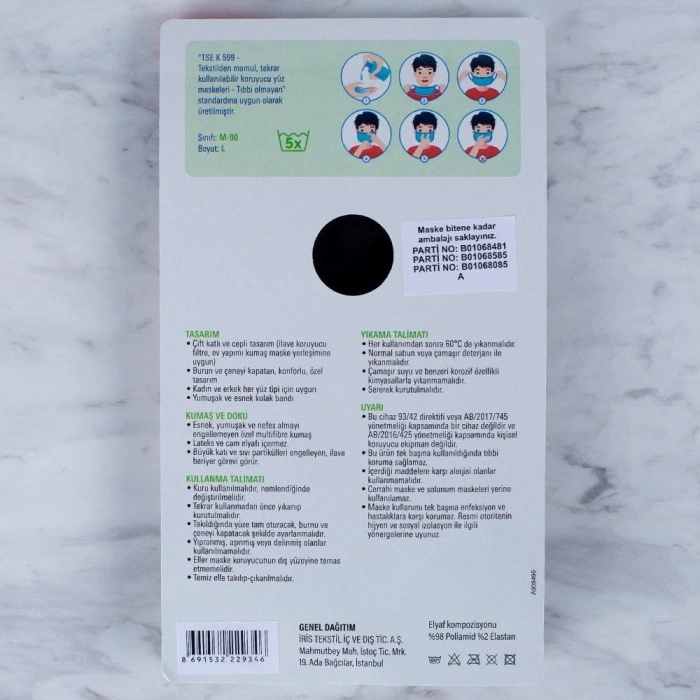 "TSE K 599 -
Tekstilden mamul, tekrar
kullanılabilir koruyucu yüz
maskeleri - Tıbbi olmayan"
standardına uygun olarak
üretilmiştir.
Sınıfı: M-90
Boyut: L
5x
1
2
3
4
5
Maske bitene kadar
ambalajı saklayınız.
PARTİ NO: B01068481
PARTİ NO: B01068585
PARTİ NO: B01068085
A
TASARIM
• Çift katlı ve cepli tasarım (ilave koruyucu
filtre, ev yapımı kumaş maske yerleşimine
uygun)
• Burun ve çeneyi kapatan, konforlu, özel
tasarım
• Kadın ve erkek her yüz tipi için uygun
• Yumuşak ve esnek kulak bandı
KUMAŞ VE DOKU
• Esnek, yumuşak ve nefes almayı
engellemeyen özel multifibre kumaş
• Lateks ve cam elyafı içermez.
• Büyük katı ve sıvı partikülleri engelleyen, ilave
bariyer görevi görür.
KULLANMA TALİMATI
• Kuru kullanılmalıdır, nemlendiğinde
değiştirilmelidir.
• Tekrar kullanmadan önce yıkanıp
kurutulmalıdır.
• Takıldığında yüze tam oturacak, burnu ve
çeneyi kapatacak şekilde ayarlanmalıdır.
• Yıpranmış, aşınmış veya delinmiş olanlar
kullanılmamalıdır.
• Eller maske koruyucunun dış yüzeyine temas
etmemelidir.
• Temiz elle takılıp-çıkarılmalıdır.
YIKAMA TALİMATI
• Her kullanımdan sonra 60°C de yıkanmalıdır.
• Normal sabun veya çamaşır deterjanı ile
yıkanmalıdır.
• Çamaşır suyu ve benzeri korozif özellikli
kimyasallarla yıkanmamalıdır.
• Sererek kurutulmalıdır.
UYARI
• Bu cihaz 93/42 direktifi veya AB/2017/745
yönetmeliği kapsamında bir cihaz değildir ve
AB/2016/425 yönetmeliği kapsamında kişisel
koruyucu ekipman değildir.
• Bu ürün tek başına kullanıldığında tıbbi
koruma sağlamaz.
• İçerdiği maddelere karşı alerjisi olanlar
kullanmamalıdır.
• Cerrahi maske ve solunum maskeleri yerine
kullanılamaz.
• Maske kullanımı tek başına enfeksiyon ve
hastalıklara karşı korumaz. Resmi otoritenin
hijyen ve sosyal izolasyon ile ilgili
yönergelerine uyunuz.
8 691532 229346
GENEL DAĞITIM
İRİS TEKSTİL İÇ VE DIŞ TİC. A.Ş.
Mahmutbey Mah. İstoç Tic. Mrk.
19. Ada Bağcılar, İstanbul
Elyaf kompozisyonu
%98 Poliamid %2 Elastan